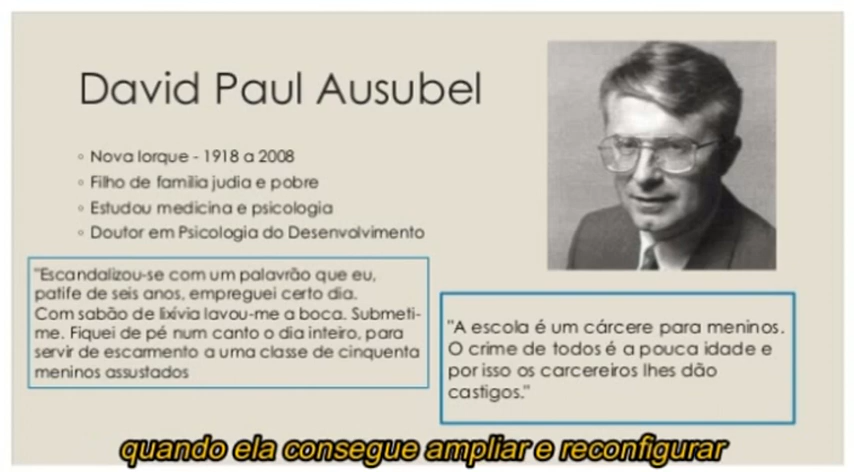 David Paul Ausubel
◦ Nova Iorque - 1918 a 2008
◦ Filho de família judia e pobre
◦ Estudou medicina e psicologia
◦ Doutor em Psicologia do Desenvolvimento
"Escandalizou-se com um palavrão que eu,
patife de seis anos, empreguei certo dia.
Com sabão de lixívia lavou-me a boca. Submeti-
me. Fiquei de pé num canto o dia inteiro, para
servir de escarmento a uma classe de cinquenta
meninos assustados
"A escola é um cárcere para meninos.
O crime de todos é a pouca idade e
por isso os carcereiros lhes dão
castigos."
quando ela consegue ampliar e reconfigurar